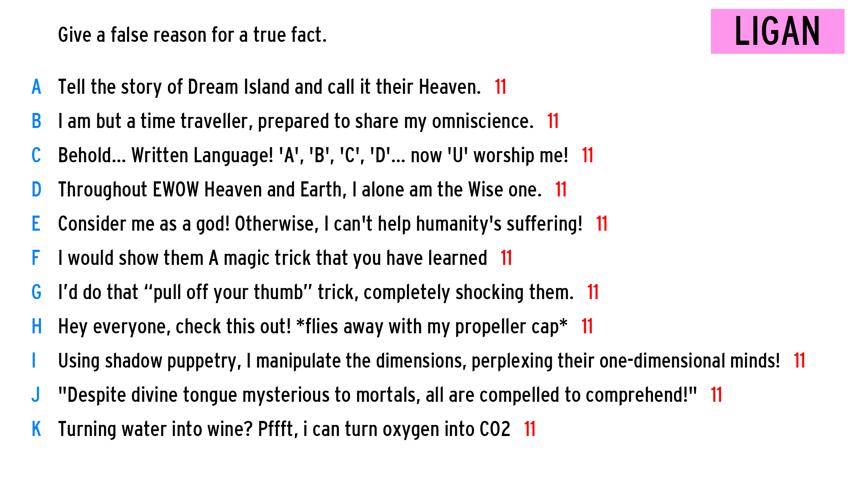 Give a false reason for a true fact.
LIGAN
A Tell the story of Dream Island and call it their Heaven. 11
B I am but a time traveller, prepared to share my omniscience. 11
C Behold... Written Language! 'A', 'B', 'C', 'D'... now 'U' worship me! 11
D Throughout EWOW Heaven and Earth, I alone am the Wise one. 11
E Consider me as a god! Otherwise, I can't help humanity's suffering! 11
F I would show them A magic trick that you have learned 11
G I’d do that “pull off your thumb” trick, completely shocking them. 11
H Hey everyone, check this out! *flies away with my propeller cap* 11
I Using shadow puppetry, I manipulate the dimensions, perplexing their one-dimensional minds! 11
J "Despite divine tongue mysterious to mortals, all are compelled to comprehend!" 11
K Turning water into wine? Pffft, i can turn oxygen into CO2 11